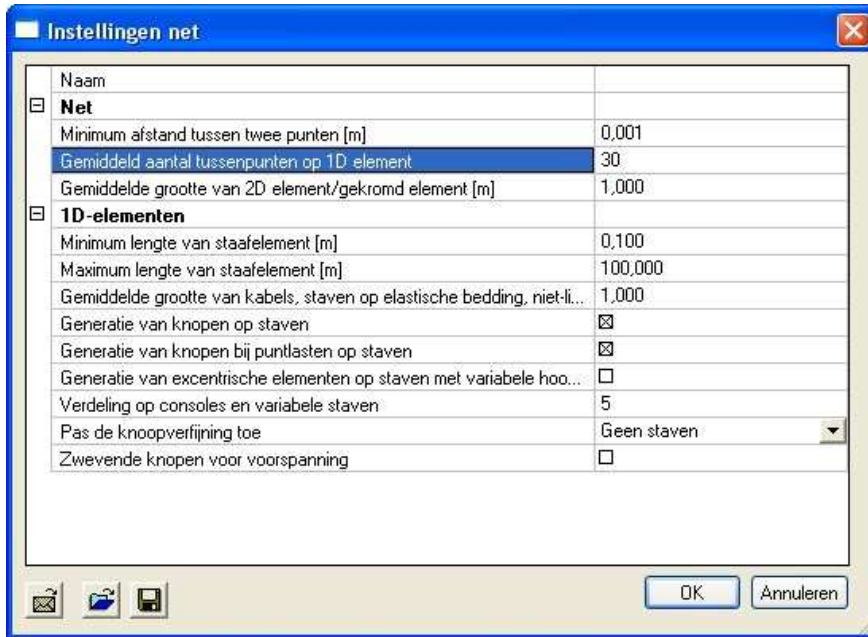 Instellingen net
Naam
Net
Minimum afstand tussen twee punten [m] 0,001
Gemiddeld aantal tussenpunten op 1D element 30
Gemiddelde grootte van 2D element/gekromd element [m] 1,000
1D-elementen
Minimum lengte van staafelement [m] 0,100
Maximum lengte van staafelement [m] 100,000
Gemiddelde grootte van kabels, staven op elastische bedding, niet-li... 1,000
Generatie van knopen op staven
Generatie van knopen bij puntlasten op staven
Generatie van excentrische elementen op staven met variabele hoo...
Verdeling op consoles en variabele staven 5
Pas de knoopverfijning toe Geen staven
Zwevende knopen voor voorspanning
OK Annuleren